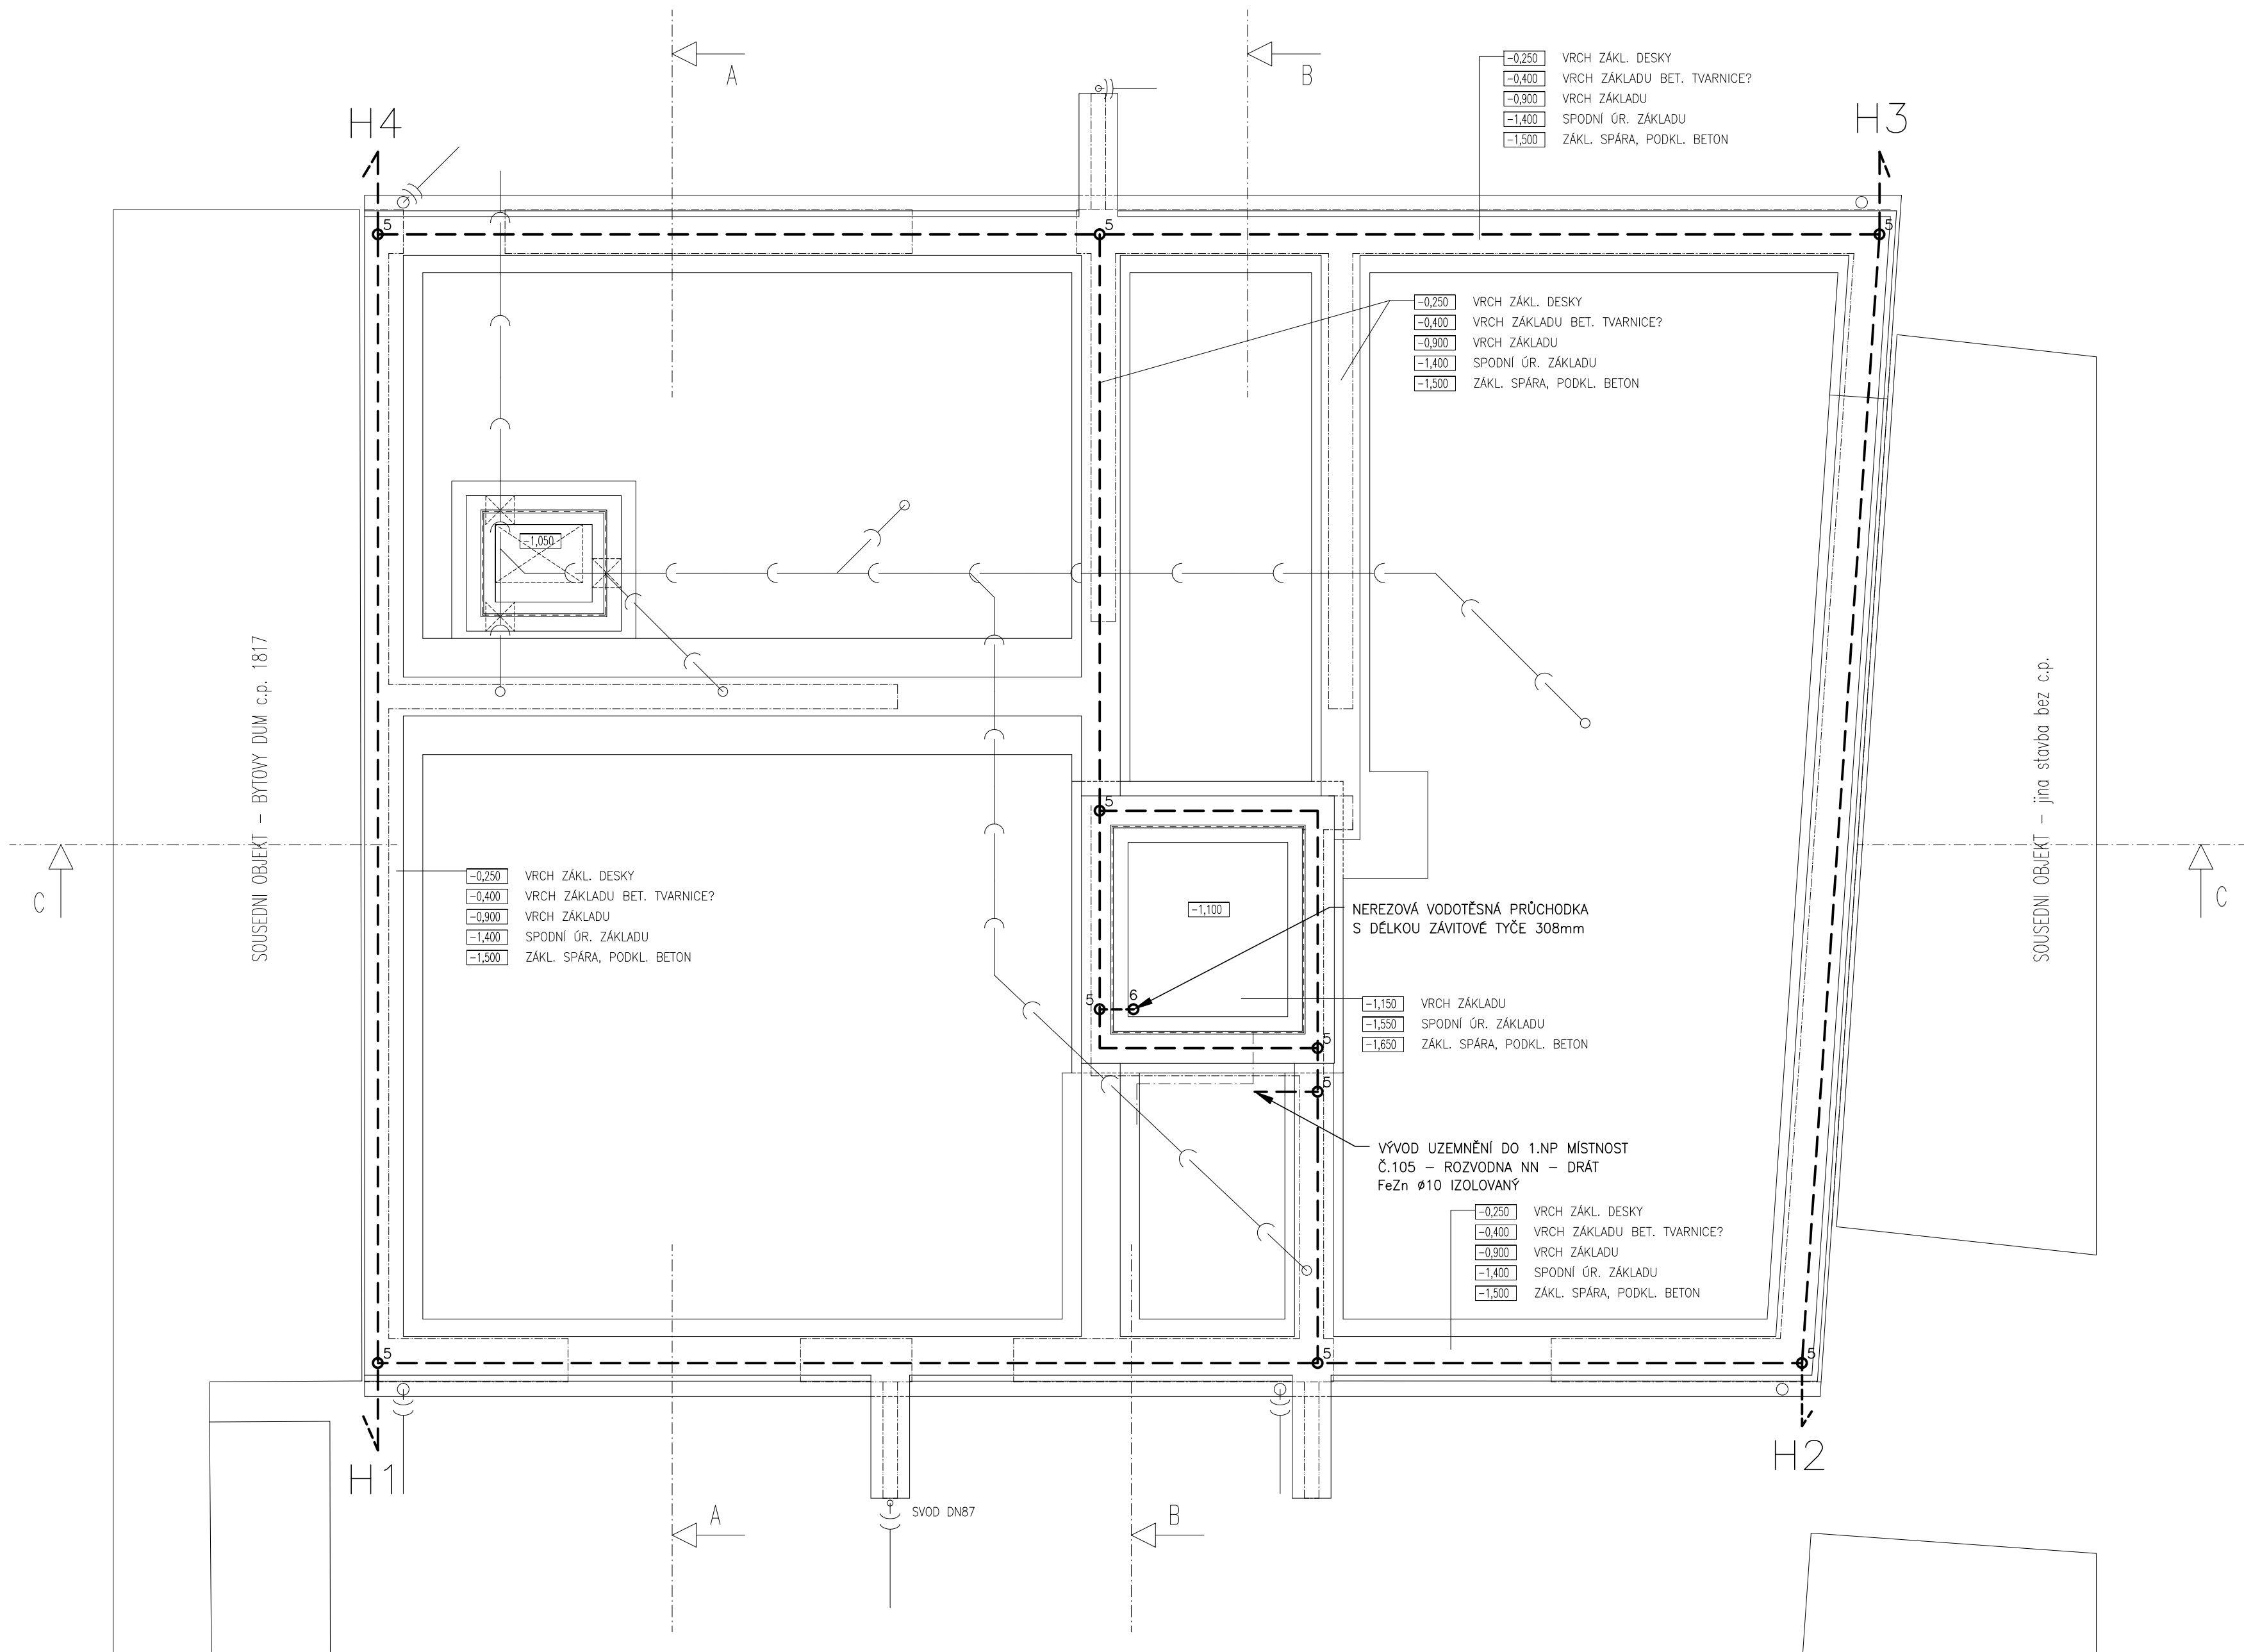 A
B
-0,250 VRCH ZÁKL. DESKY
-0,400 VRCH ZÁKLADU BET. TVARNICE?
-0,900 VRCH ZÁKLADU
-1,400 SPODNÍ ÚR. ZÁKLADU
-1,500 ZÁKL. SPÁRA, PODKL. BETON
H4
H3
5
5
5
-0,250 VRCH ZÁKL. DESKY
-0,400 VRCH ZÁKLADU BET. TVARNICE?
-0,900 VRCH ZÁKLADU
-1,400 SPODNÍ ÚR. ZÁKLADU
-1,500 ZÁKL. SPÁRA, PODKL. BETON
-1,050
SOUSEDNI OBJEKT - BYTOVY DUM c.p. 1817
SOUSEDNI OBJEKT - jina stavba bez c.p.
5
C
C
-0,250 VRCH ZÁKL. DESKY
-0,400 VRCH ZÁKLADU BET. TVARNICE?
-0,900 VRCH ZÁKLADU
-1,400 SPODNÍ ÚR. ZÁKLADU
-1,500 ZÁKL. SPÁRA, PODKL. BETON
-1,100
NEREZOVÁ VODOTĚSNÁ PRŮCHODKA
S DÉLKOU ZÁVITOVÉ TYČE 308mm
5
6
-1,150 VRCH ZÁKLADU
-1,550 SPODNÍ ÚR. ZÁKLADU
-1,650 ZÁKL. SPÁRA, PODKL. BETON
5
5
VÝVOD UZEMNĚNÍ DO 1.NP MÍSTNOST
Č.105 - ROZVODNA NN - DRÁT
FeZn ø10 IZOLOVANÝ
-0,250 VRCH ZÁKL. DESKY
-0,400 VRCH ZÁKLADU BET. TVARNICE?
-0,900 VRCH ZÁKLADU
-1,400 SPODNÍ ÚR. ZÁKLADU
-1,500 ZÁKL. SPÁRA, PODKL. BETON
5
5
5
H1
H2
A
SVOD DN87
B